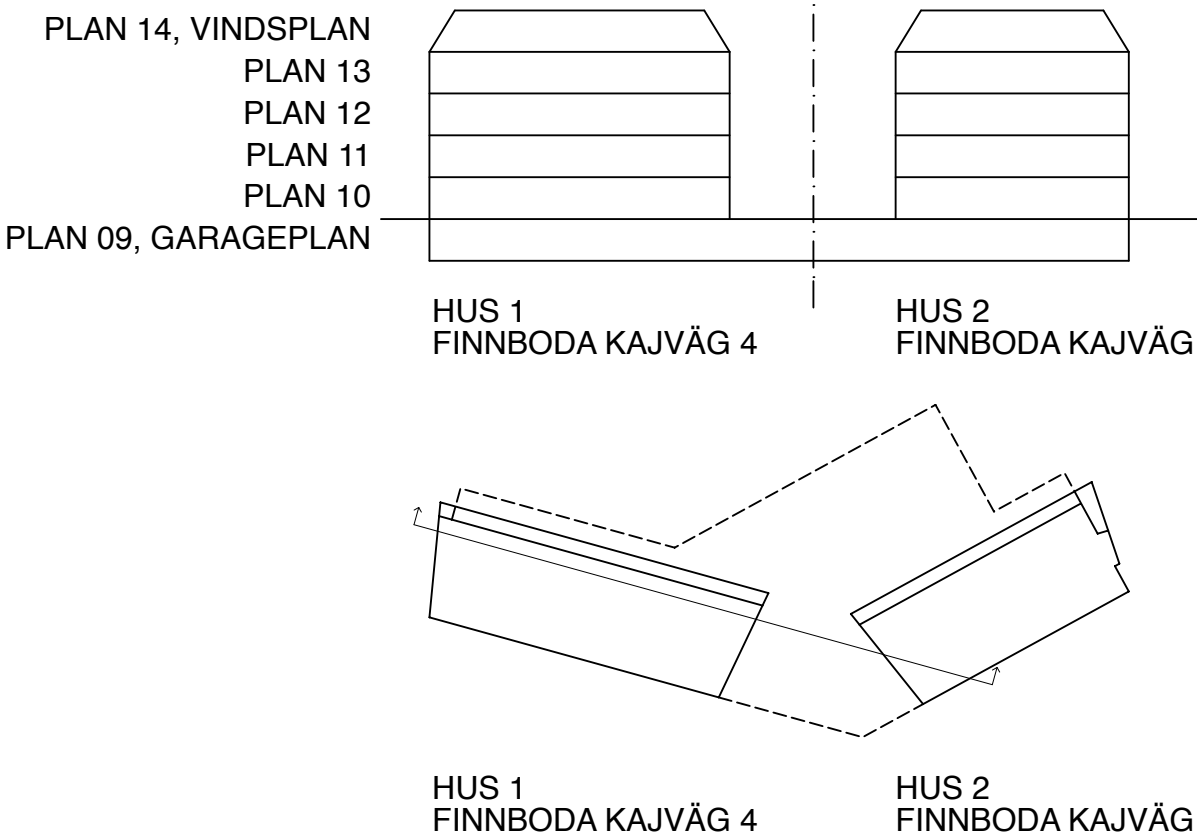 PLAN 14, VINDSPLAN
PLAN 13
PLAN 12
PLAN 11
PLAN 10
PLAN 09, GARAGEPLAN
HUS 1
FINNBODA KAJVÄG 4
HUS 2
FINNBODA KAJVÄG
HUS 1
FINNBODA KAJVÄG 4
HUS 2
FINNBODA KAJVÄG